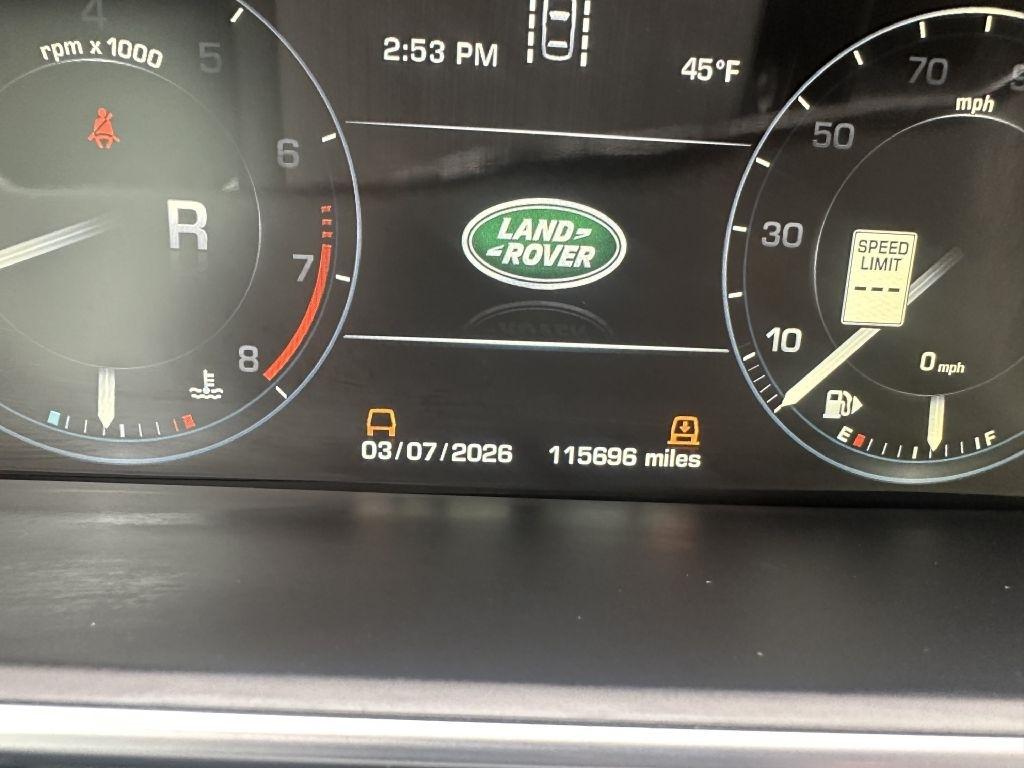 4
rpm x 1000
5
6
7
8
R
2:53 PM
45°F
LAND-
-ROVER
03/07/2026
115696 miles
70
mph
50
30
10
SPEED
LIMIT
---
0 mph
E
F